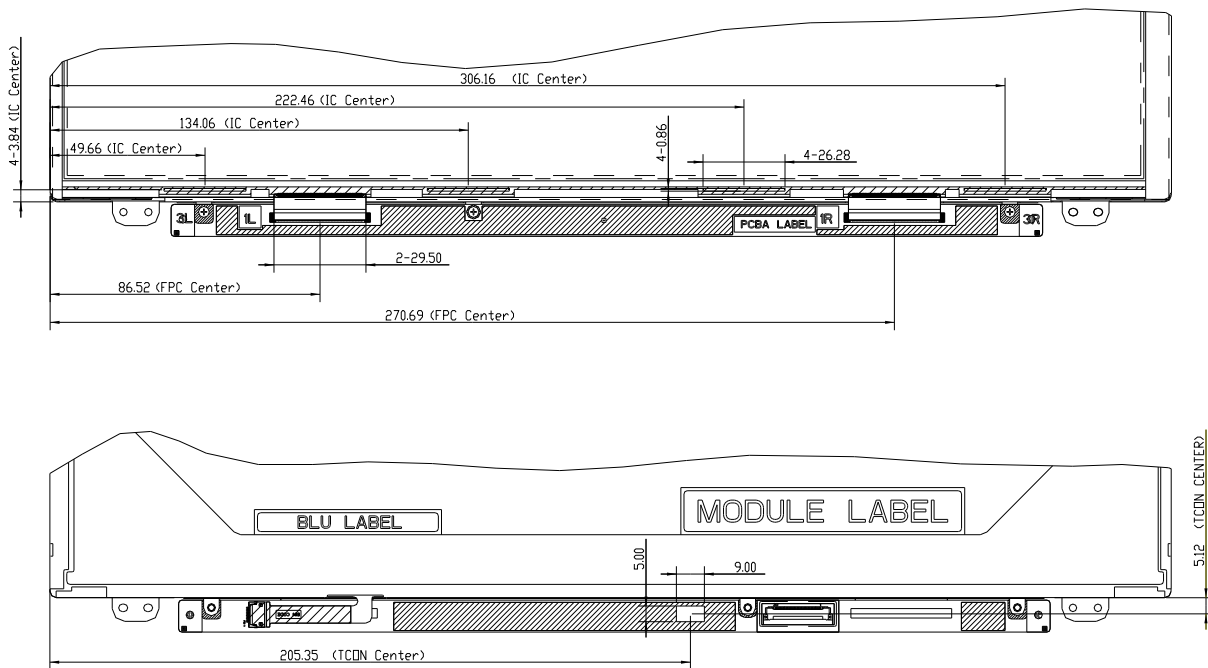 306.16 (IC Center)
222.46 (IC Center)
134.06 (IC Center)
49.66 (IC Center)
4-3.84 (IC Center)
4-0.86
4-26.28
3L
1L
PCBA LABEL
1R
3R
2-29.50
86.52 (FPC Center)
270.69 (FPC Center)
BLU LABEL
MODULE LABEL
5.12 (TCON CENTER)
5.00
9.00
205.35 (TCON Center)